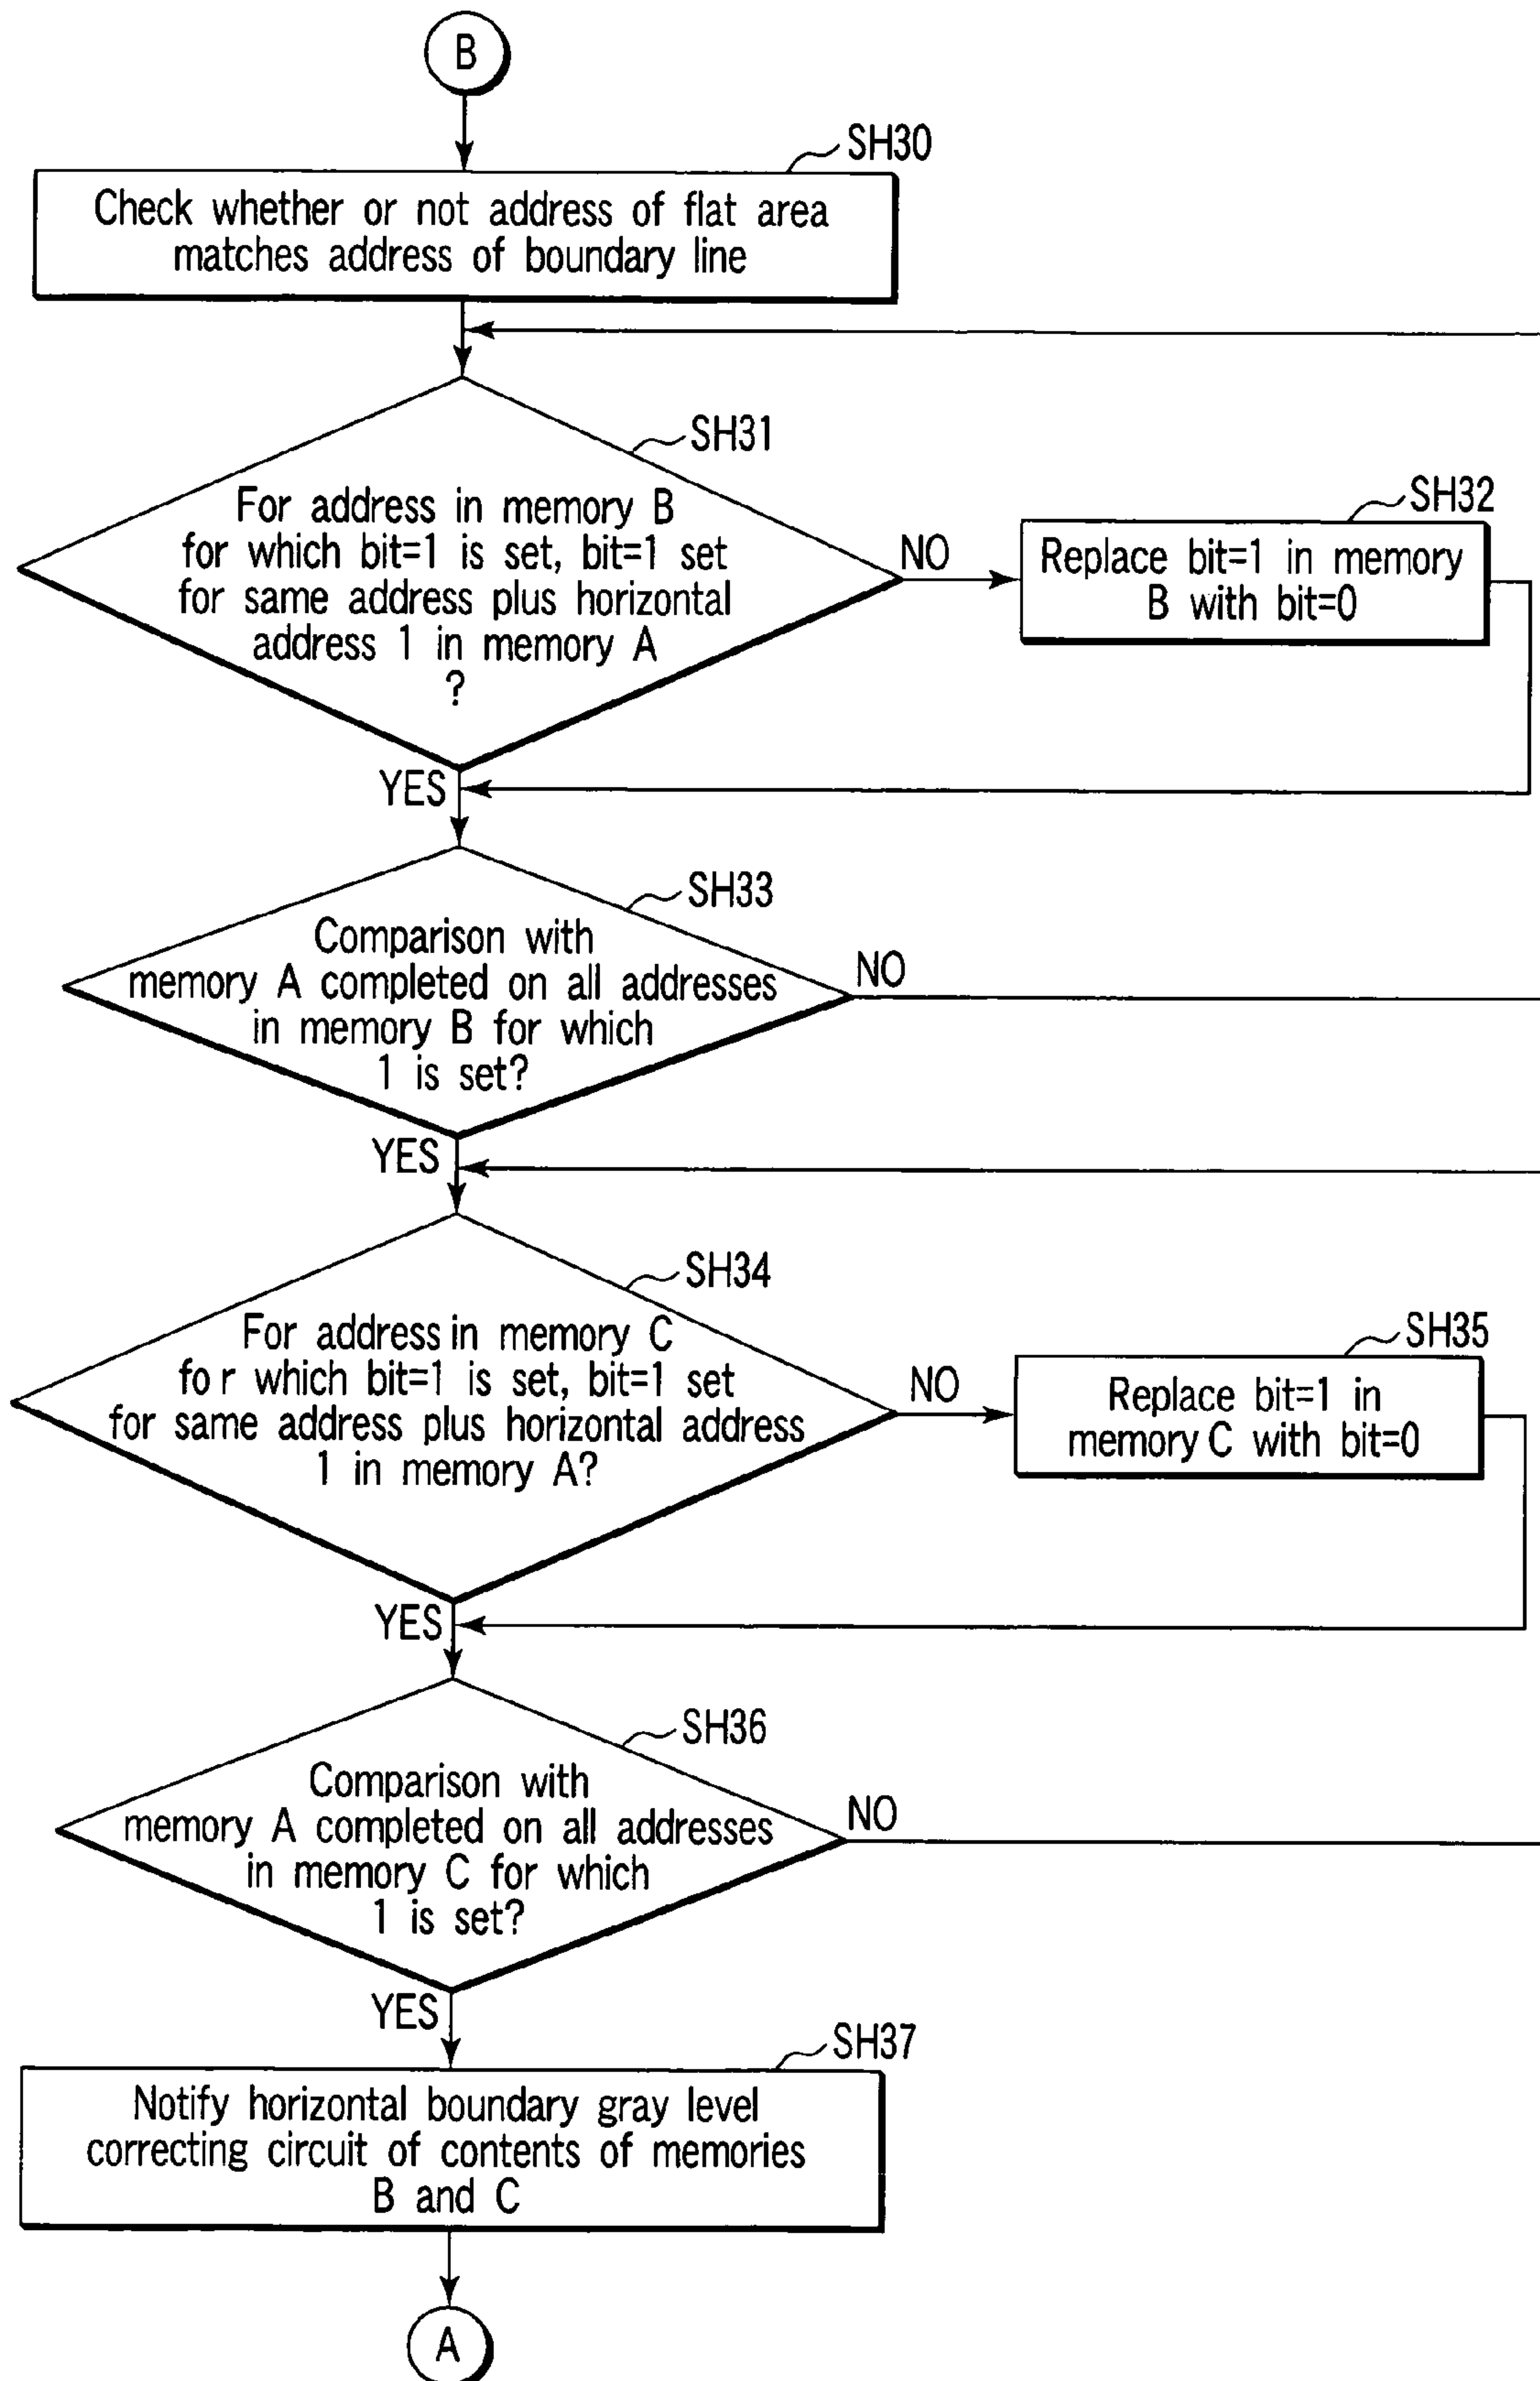 B
SH30
Check whether or not address of flat area
matches address of boundary line
SH31
For address in memory B
for which bit=1 is set, bit=1 set
for same address plus horizontal
address 1 in memory A
?
NO
SH32
Replace bit=1 in memory
B with bit=0
YES
SH33
Comparison with
memory A completed on all addresses
in memory B for which
1 is set?
NO
YES
SH34
For address in memory C
for which bit=1 is set, bit=1 set
for same address plus horizontal address
1 in memory A?
NO
SH35
Replace bit=1 in
memory C with bit=0
YES
SH36
Comparison with
memory A completed on all addresses
in memory C for which
1 is set?
NO
YES
SH37
Notify horizontal boundary gray level
correcting circuit of contents of memories
B and C
A